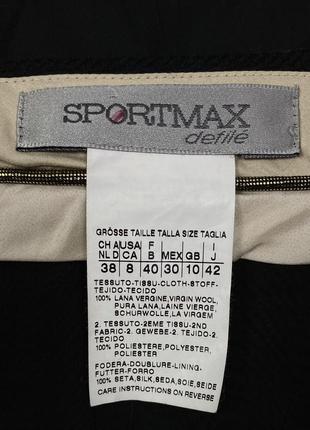 SPORTMAX
defilé
GRÖSSE TAILLE TALLA SIZE TAGLIA
CH AUSA F I
NL D CA B MEX GB J
38 8 40 30 10 42
TESSUTO-TISSU-CLOTH-STOFF-
TEJIDO-TECIDO
100% LANA VERGINE,VIRGIN WOOL,
PURA LANA,LAINE VIERGE,
SCHURWOLLE,LA VIRGEM
2. TESSUTO-2EME TISSU-2ND
FABRIC-2. GEWEBE-2. TEJIDO-2.
TECIDO
100% POLIESTERE,POLYESTER,
POLIESTER
FODERA-DOUBLURE-LINING-
FUTTER-FORRO
100% SETA,SILK,SEDA,SOIE,SEIDE
CARE INSTRUCTIONS ON REVERSE